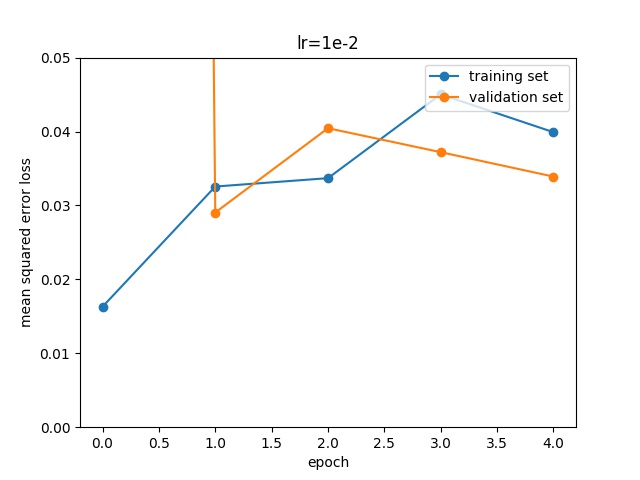 lr=1e-2
training set
validation set
mean squared error loss
0.05
0.04
0.03
0.02
0.01
0.00
0.0 0.5 1.0 1.5 2.0 2.5 3.0 3.5 4.0
epoch